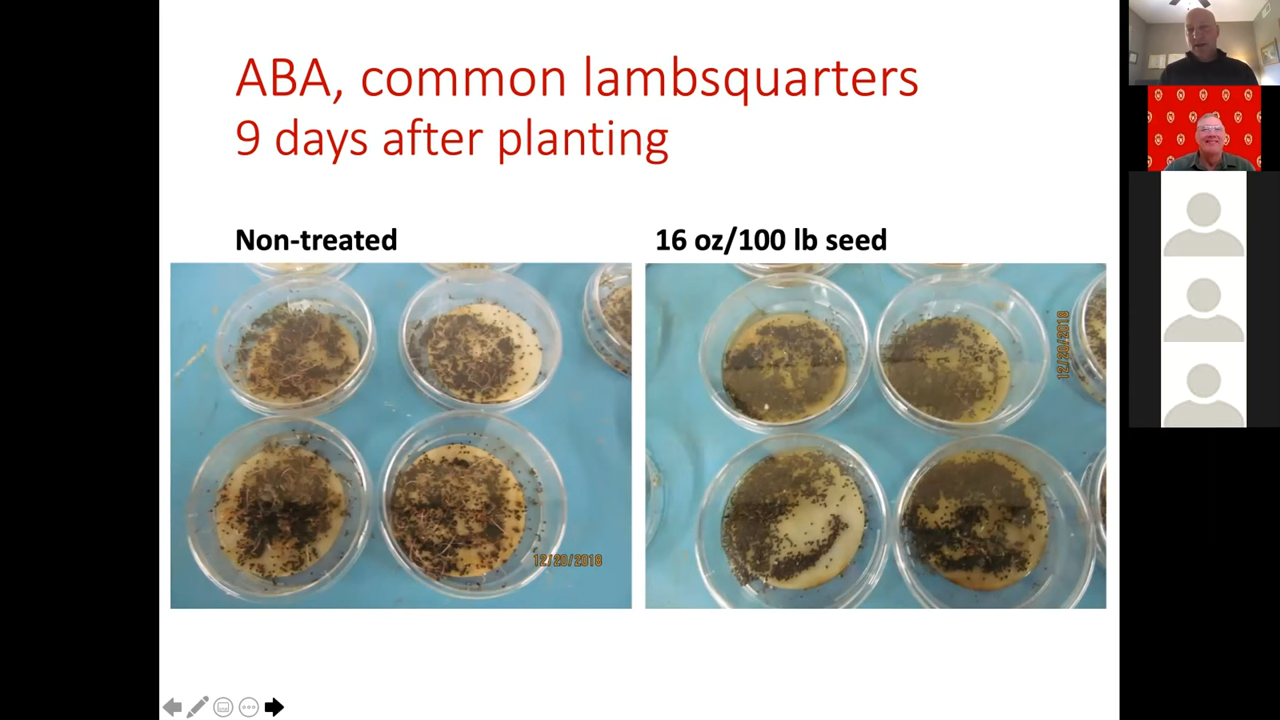 ABA, common lambsquarters
9 days after planting
Non-treated
16 oz/100 lb seed
12/20/2018
12/20/2018